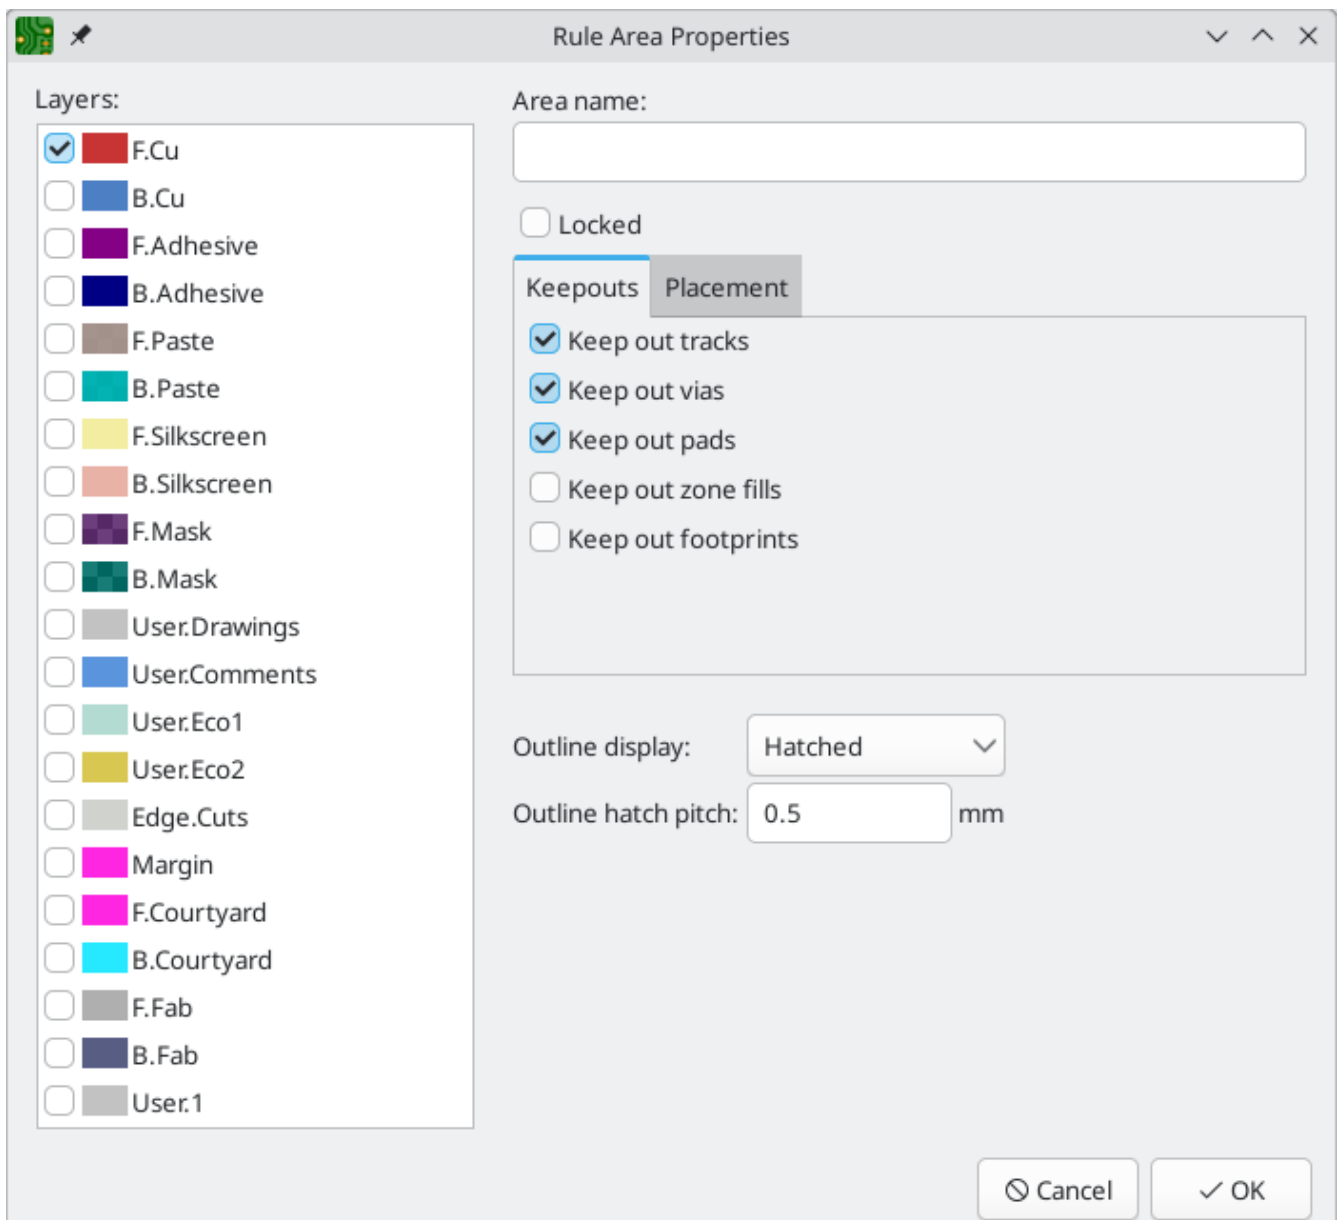 Rule Area Properties
Layers:
F.Cu
B.Cu
F.Adhesive
B.Adhesive
F.Paste
B.Paste
F.Silkscreen
B.Silkscreen
F.Mask
B.Mask
User.Drawings
User.Comments
User.Eco1
User.Eco2
Edge.Cuts
Margin
F.Courtyard
B.Courtyard
F.Fab
B.Fab
User.1
Area name:
Locked
Keepouts Placement
Keep out tracks
Keep out vias
Keep out pads
Keep out zone fills
Keep out footprints
Outline display: Hatched
Outline hatch pitch: 0.5 mm
Cancel OK